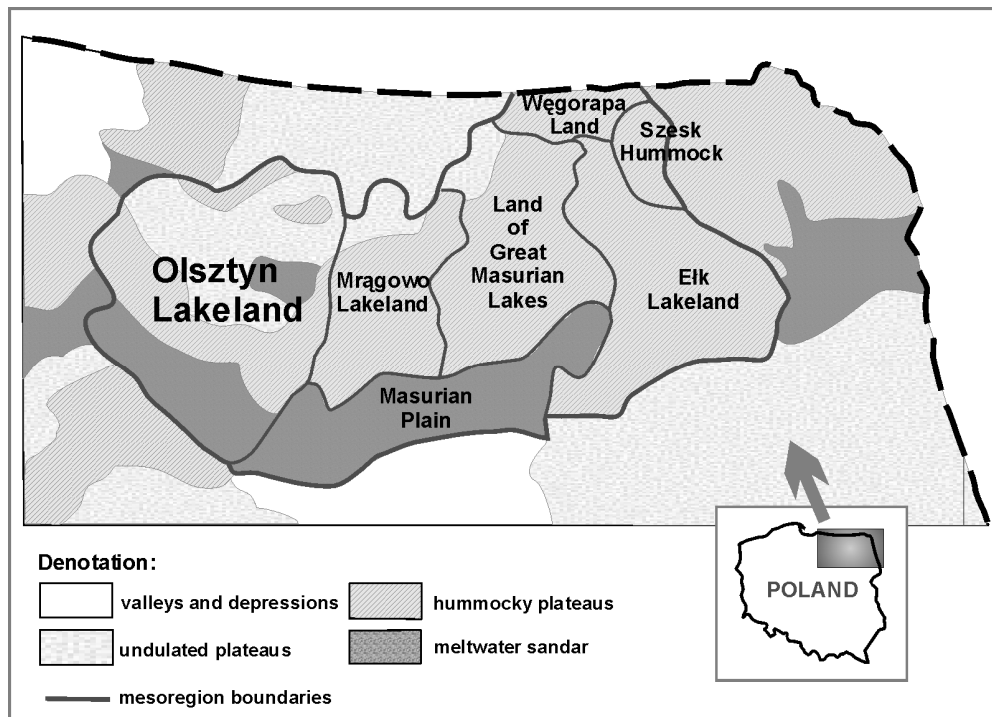 Węgorapa
Land
Szesk
Hummock
Land
of
Great
Masurian
Lakes
Olsztyn
Lakeland
Mrągowo
Lakeland
Ełk
Lakeland
Masurian
Plain
Denotation:
valleys and depressions
hummocky plateaus
undulated plateaus
meltwater sandar
mesoregion boundaries
POLAND